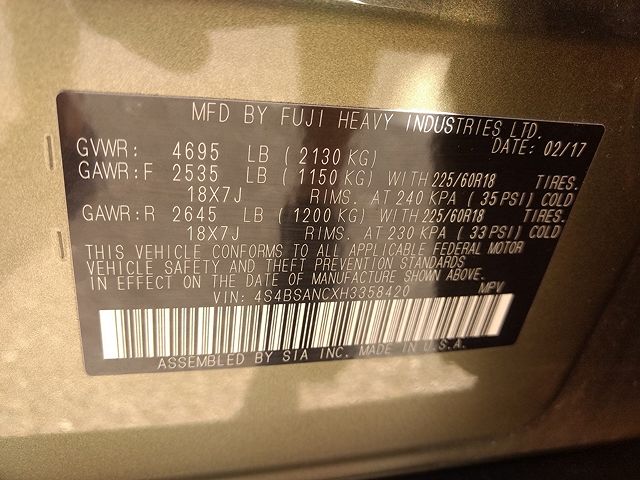 MFD BY FUJI HEAVY INDUSTRIES LTD.
GVWR: 4695 LB ( 2130 KG) DATE: 02/17
GAWR:F 2535 LB ( 1150 KG) WITH 225/60R18 TIRES.
18X7J RIMS. AT 240 KPA ( 35 PSI) COLD
GAWR:R 2645 LB ( 1200 KG) WITH 225/60R18 TIRES.
18X7J RIMS. AT 230 KPA ( 33 PSI) COLD
THIS VEHICLE CONFORMS TO ALL APPLICABLE FEDERAL MOTOR
VEHICLE SAFETY AND THEFT PREVENTION STANDARDS
IN EFFECT ON THE DATE OF MANUFACTURE SHOWN ABOVE.
VIN: 4S4BSANCXH3358420 MPV
ASSEMBLED BY SIA INC. MADE IN U.S.A.